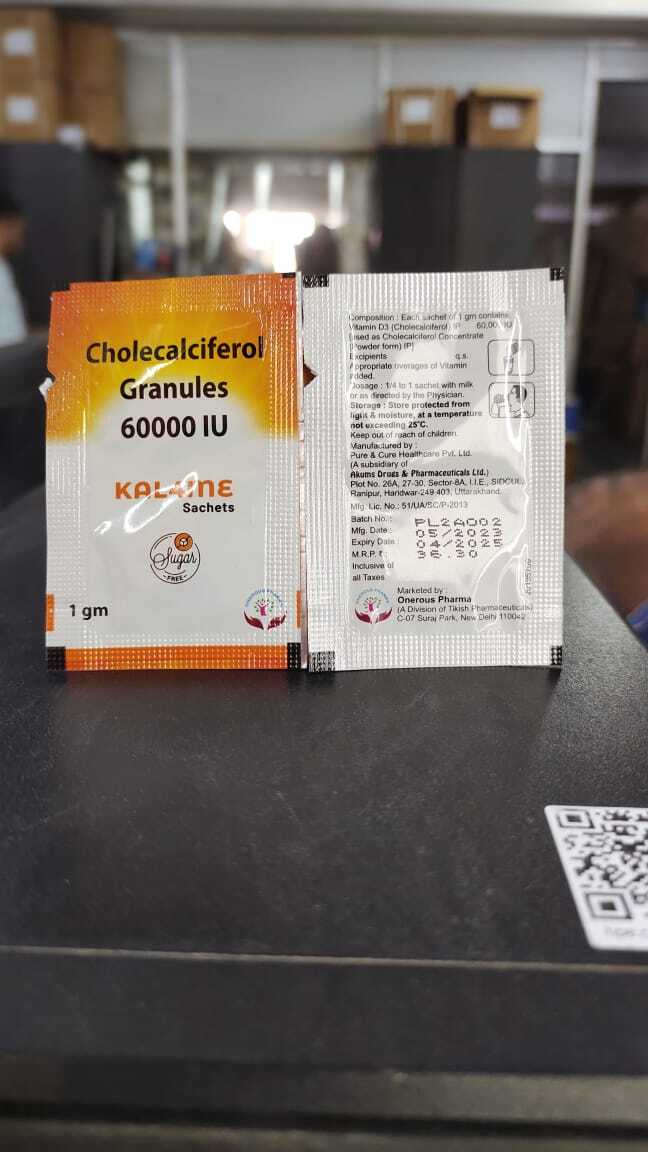 Cholecalciferol
Granules
60000 IU
KAL4ME
Sachets
Sugar
FREE
1 gm
ONEROUS PHARMA
Composition : Each sachet of 1 gm contains
Vitamin D3 (Cholecalciferol) IP 60,000 IU
(used as Cholecalciferol Concentrate
(Powder form) IP)
Excipients q.s.
Appropriate overages of Vitamin
added.
Dosage : 1/4 to 1 sachet with milk
or as directed by the Physician.
Storage : Store protected from
light & moisture, at a temperature
not exceeding 25°C.
Keep out of reach of children.
Manufactured by :
Pure & Cure Healthcare Pvt. Ltd.
(A subsidiary of
Akums Drugs & Pharmaceuticals Ltd.)
Plot No. 26A, 27-30, Sector-8A, I.I.E., SIDCUL,
Ranipur, Haridwar-249 403, Uttarakhand.
Mfg. Lic. No.: 51/UA/SC/P-2013
Batch No.: PL2A002
Mfg. Date : 05/2023
Expiry Date : 04/2025
M.R.P. ₹ : 36.30
Inclusive of
all Taxes
Marketed by :
Onerous Pharma
(A Division of Tikish Pharmaceuticals)
C-07 Suraj Park, New Delhi 110042